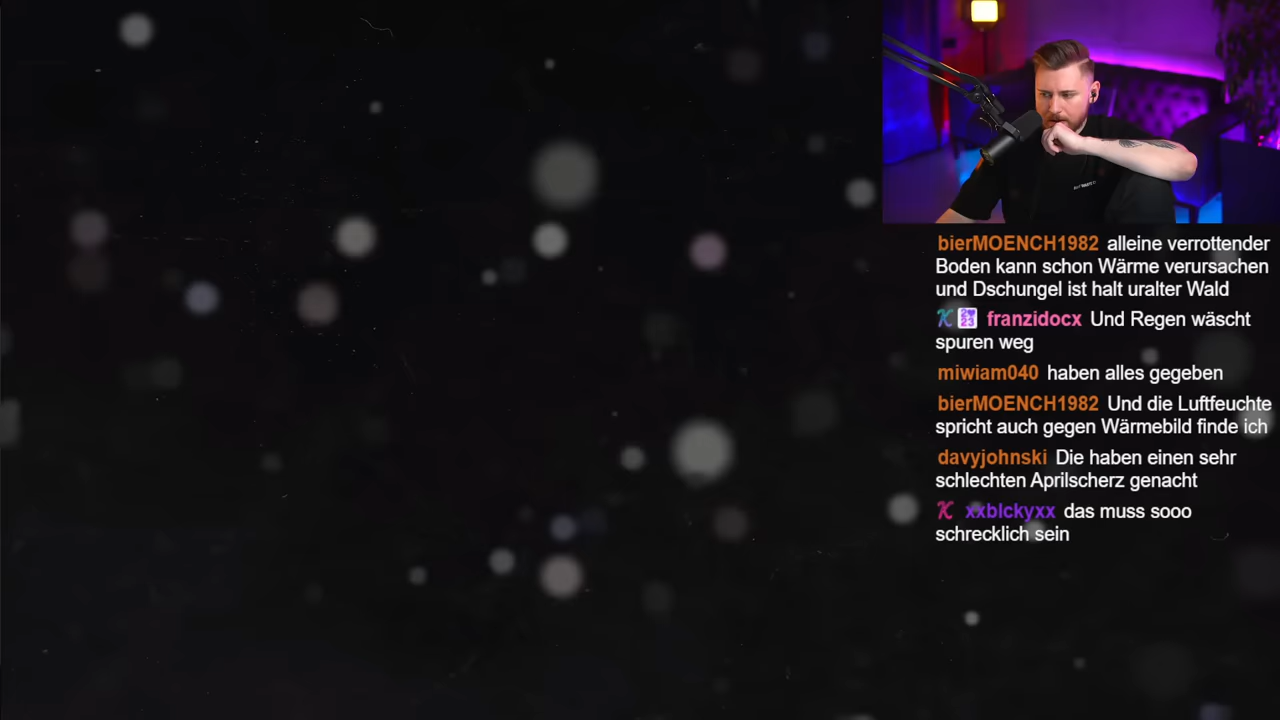 bierMOENCH1982 alleine verrottender
Boden kann schon Wärme verursachen
und Dschungel ist halt uralter Wald
franzidocx Und Regen wäscht
spuren weg
miwiam040 haben alles gegeben
bierMOENCH1982 Und die Luftfeuchte
spricht auch gegen Wärmebild finde ich
davyjohnski Die haben einen sehr
schlechten Aprilscherz genacht
xxblckyxx das muss sooo
schrecklich sein